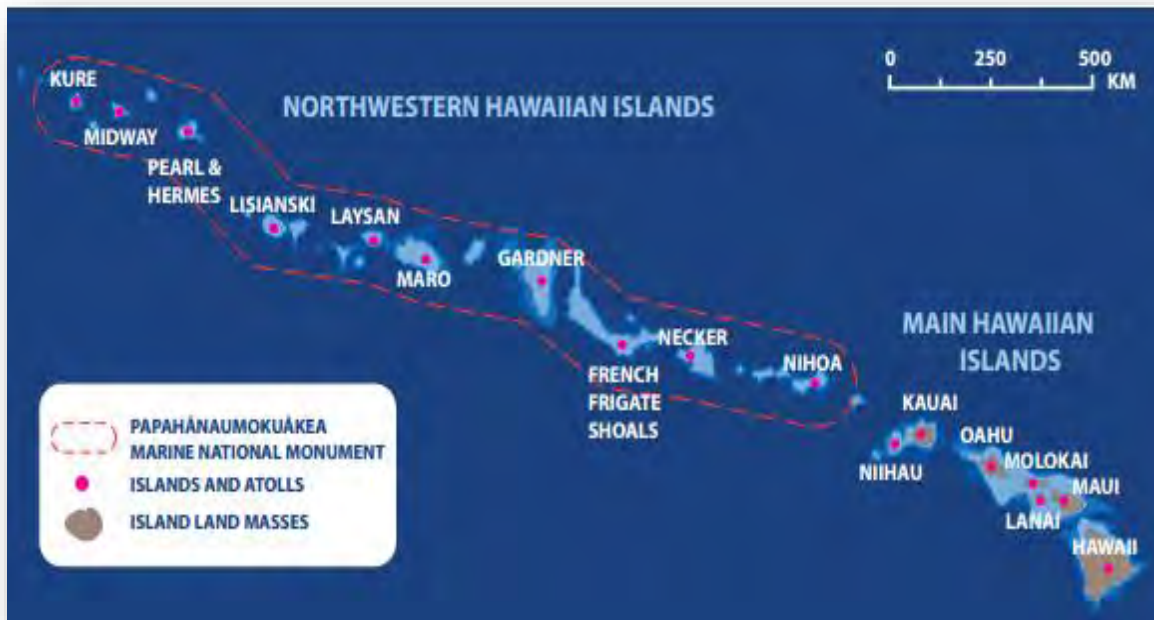 0 250 500
KM
KURE
NORTHWESTERN HAWAIIAN ISLANDS
MIDWAY
PEARL &
HERMES
LISIANSKI
LAYSAN
MARO
GARDNER
NECKER
FRENCH
FRIGATE
SHOALS
NIHOA
MAIN HAWAIIAN
ISLANDS
KAUAI
NIIHAU
OAHU
MOLOKAI
MAUI
LANAI
HAWAII
PAPAHĀNAUMOKUĀKEA
MARINE NATIONAL MONUMENT
ISLANDS AND ATOLLS
ISLAND LAND MASSES